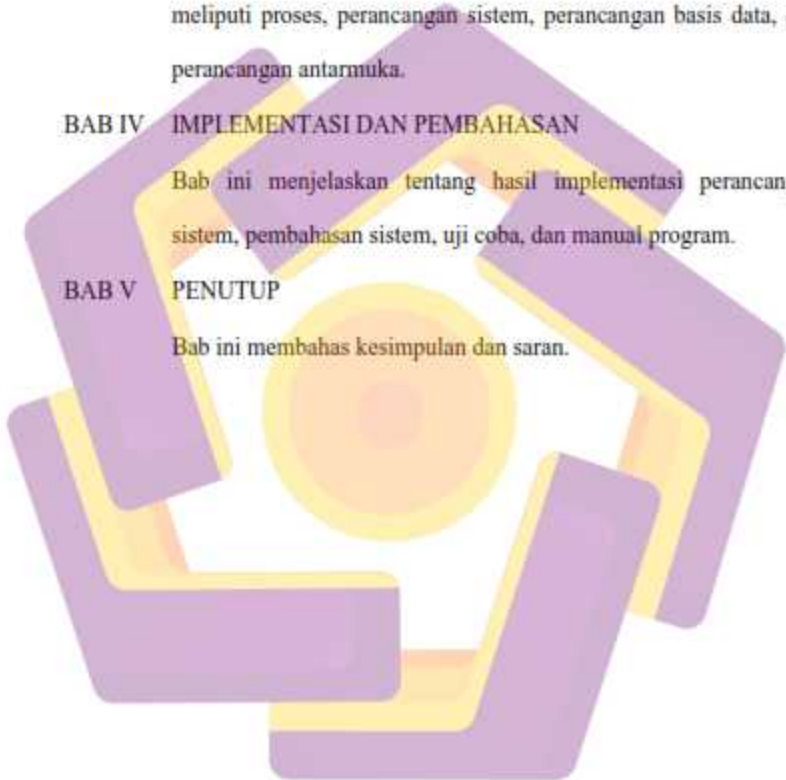 meliputi proses, perancangan sistem, perancangan basis data,
perancangan antarmuka.
BAB IV IMPLEMENTASI DAN PEMBAHASAN
Bab ini menjelaskan tentang hasil implementasi perancan
sistem, pembahasan sistem, uji coba, dan manual program.
BAB V PENUTUP
Bab ini membahas kesimpulan dan saran.